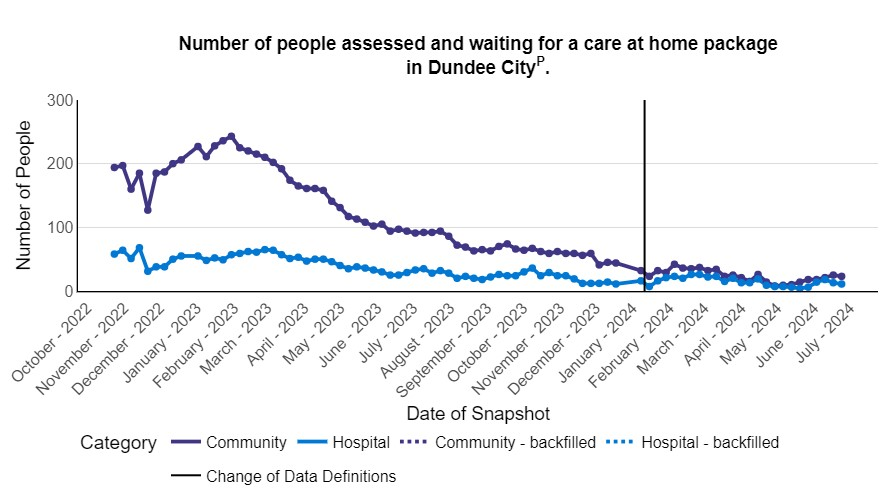 Number of people assessed and waiting for a care at home package
in Dundee CityP.
Number of People
300
200
100
0
October - 2022
November - 2022
December - 2022
January - 2023
February - 2023
March - 2023
April - 2023
May - 2023
June - 2023
July - 2023
August - 2023
September - 2023
October - 2023
November - 2023
December - 2023
January - 2024
February - 2024
March - 2024
April - 2024
May - 2024
June - 2024
July - 2024
Date of Snapshot
Category Community Hospital Community - backfilled Hospital - backfilled
Change of Data Definitions